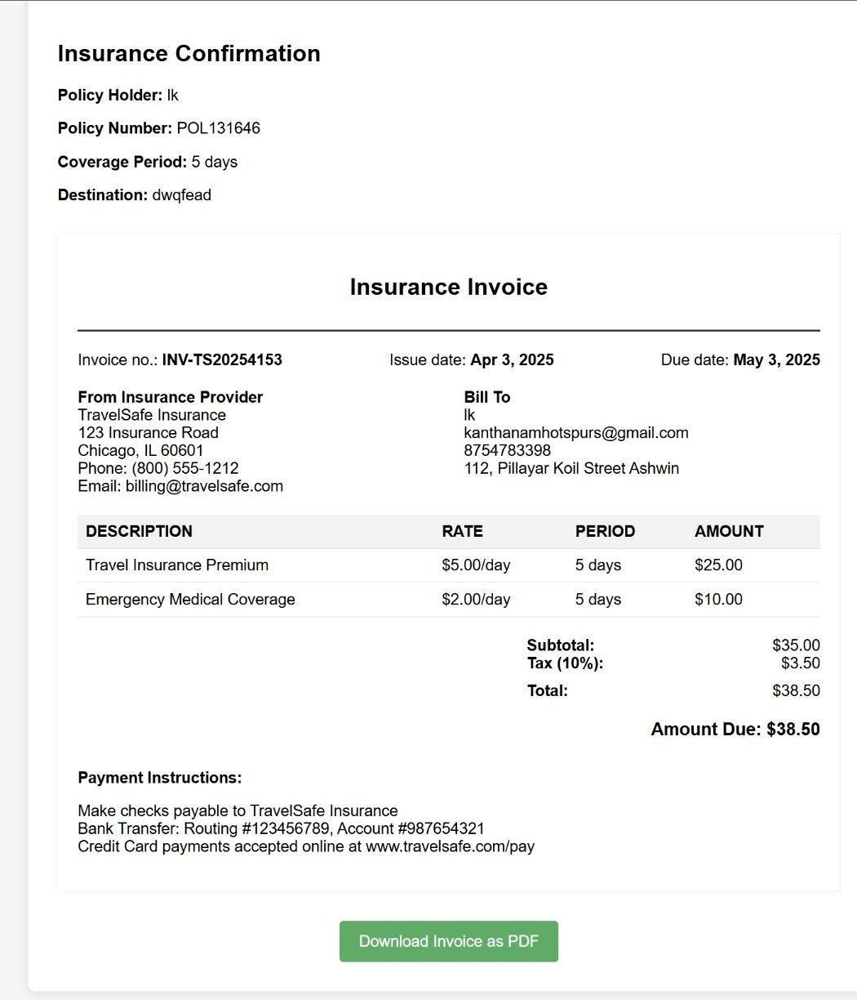 Insurance Confirmation
Policy Holder: lk
Policy Number: POL131646
Coverage Period: 5 days
Destination: dwqfead
Insurance Invoice
Invoice no.: INV-TS20254153 Issue date: Apr 3, 2025 Due date: May 3, 2025
From Insurance Provider
TravelSafe Insurance
123 Insurance Road
Chicago, IL 60601
Phone: (800) 555-1212
Email: billing@travelsafe.com
Bill To
lk
kanthanamhotspurs@gmail.com
8754783398
112, Pillayar Koil Street Ashwin
DESCRIPTION RATE PERIOD AMOUNT
Travel Insurance Premium $5.00/day 5 days $25.00
Emergency Medical Coverage $2.00/day 5 days $10.00
Subtotal: $35.00
Tax (10%): $3.50
Total: $38.50
Amount Due: $38.50
Payment Instructions:
Make checks payable to TravelSafe Insurance
Bank Transfer: Routing #123456789, Account #987654321
Credit Card payments accepted online at www.travelsafe.com/pay
Download Invoice as PDF